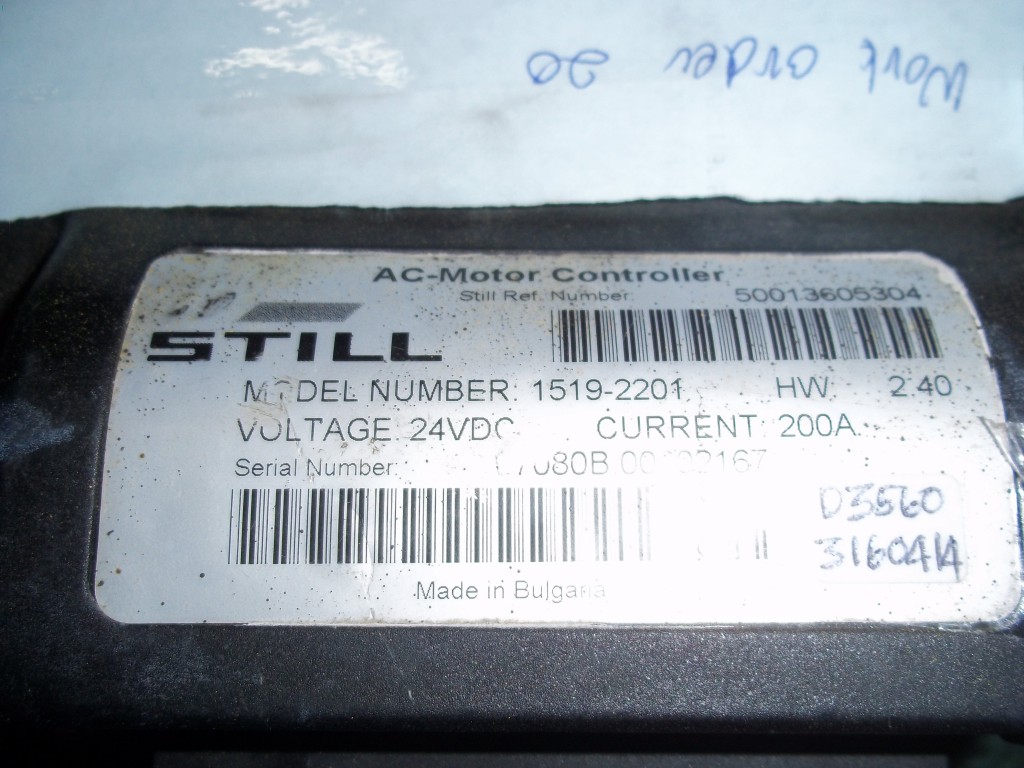 Work order 20
AC-Motor Controller
Still Ref. Number: 50013605304
STILL
MODEL NUMBER: 1519-2201 HW 2.40
VOLTAGE 24VDC CURRENT: 200A
Serial Number:
D3560
3160414
Made in Bulgaria